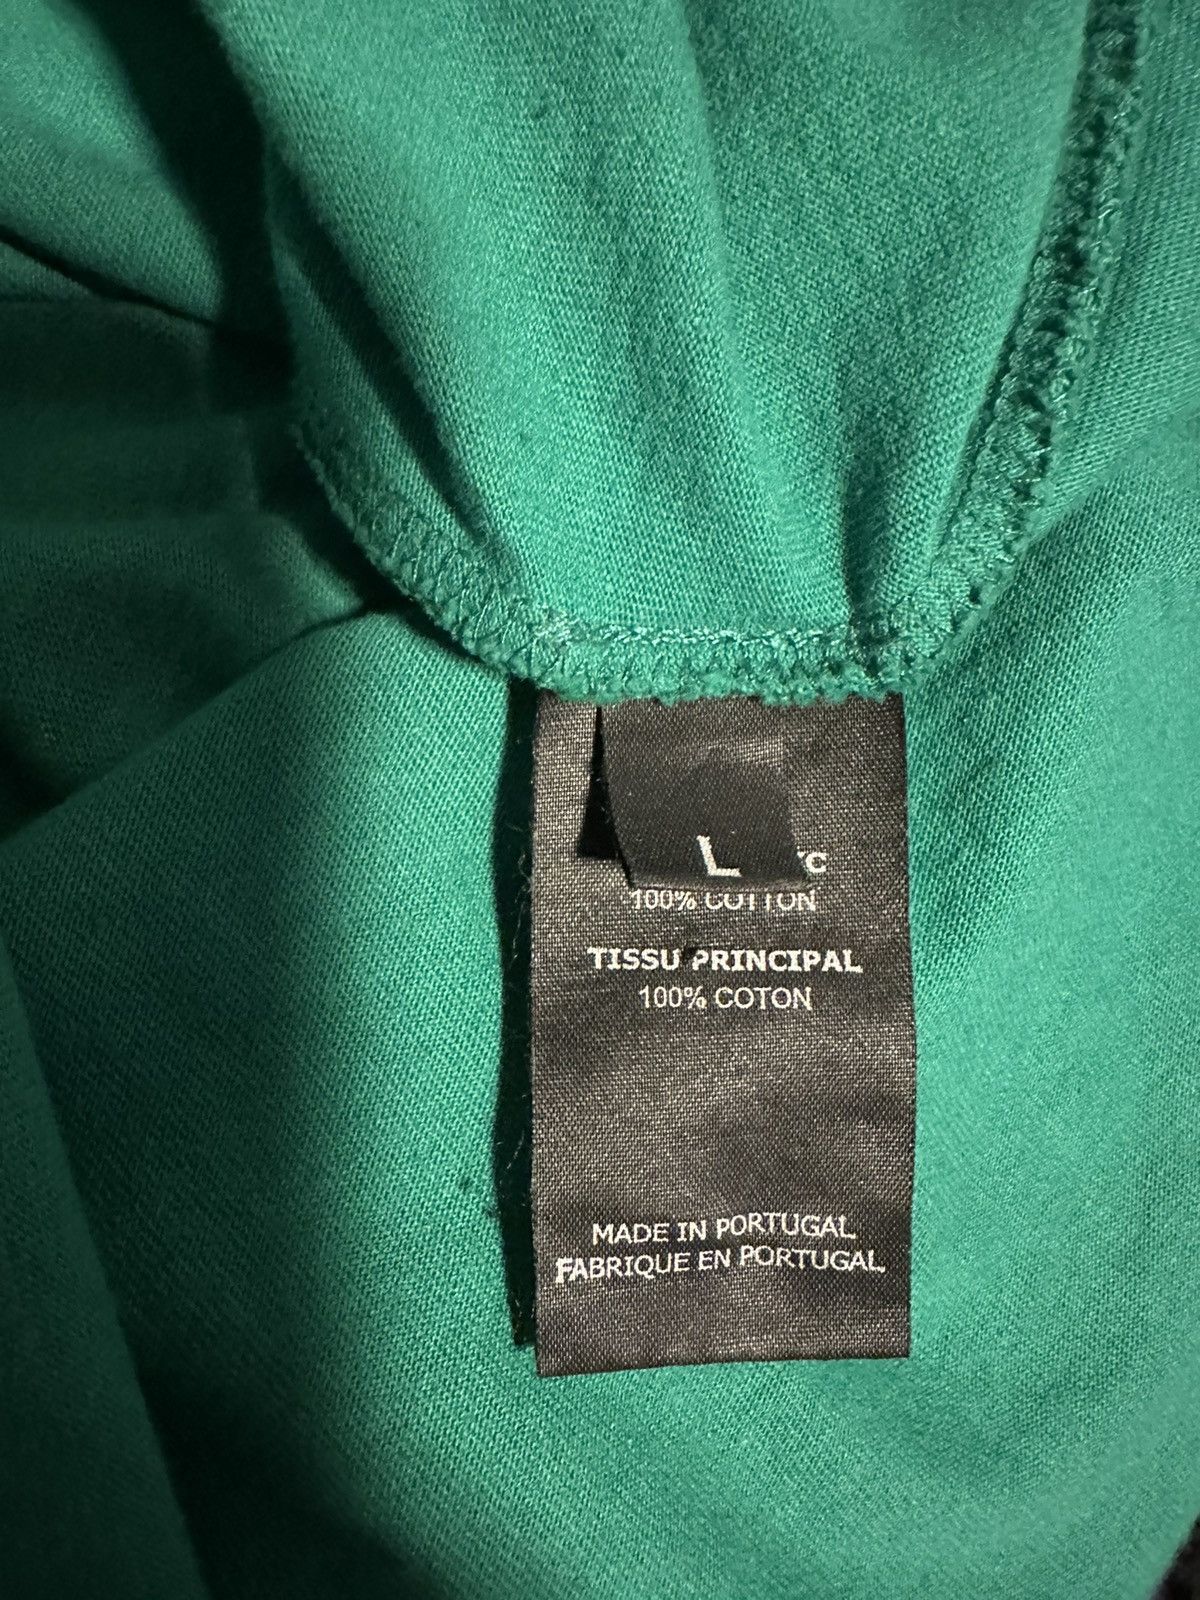 L
100% COTTON
TISSU PRINCIPAL
100% COTON
MADE IN PORTUGAL
FABRIQUE EN PORTUGAL